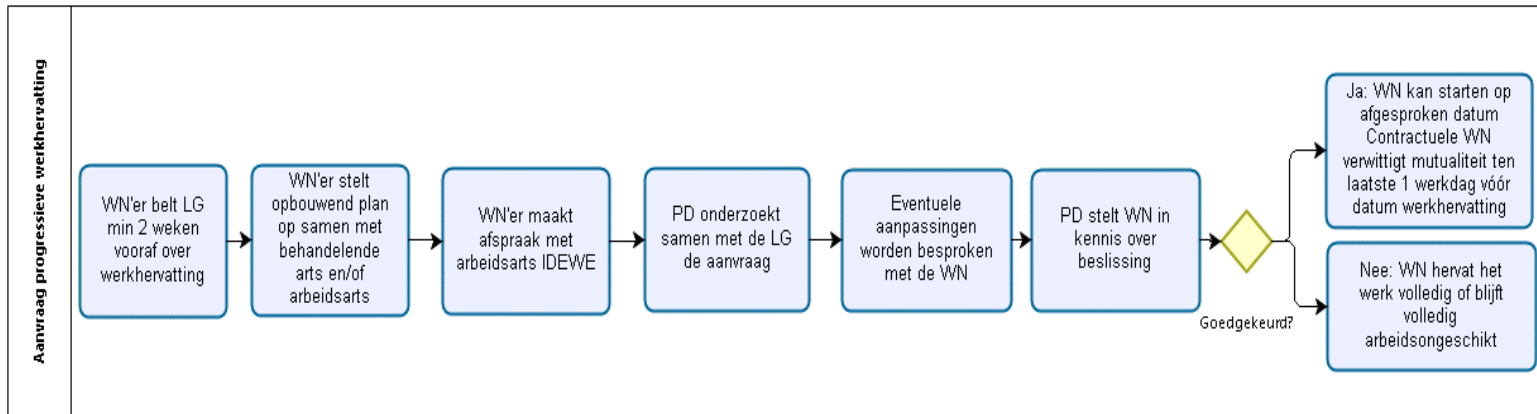 Aanvraag progressieve werkhervatting
WN'er belt LG
min 2 weken
vooraf over
werkhervatting
WN'er stelt
opbouwend plan
op samen met
behandelende
arts en/of
arbeidsarts
WN'er maakt
afspraak met
arbeidsarts IDEWE
PD onderzoekt
samen met de LG
de aanvraag
Eventuele
aanpassingen
worden besproken
met de WN
PD stelt WN in
kennis over
beslissing
Goedgekeurd?
Ja: WN kan starten op
afgesproken datum
Contractuele WN
verwittigt mutualiteit ten
laatste 1 werkdag vóór
datum werkhervatting
Nee: WN hervat het
werk volledig of blijft
volledig
arbeidsongeschikt